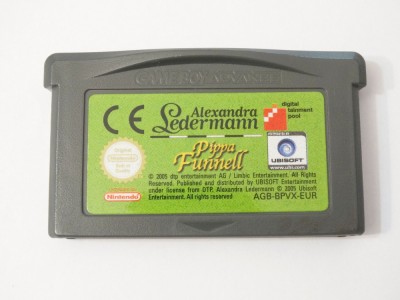 GAME BOY ADVANCE
CE
Alexandra
Ledermann
digital
tainment
pool
Pippa
Funnell
UBISOFT
www.ubi.com
Nintendo
© 2005 dtp entertainment AG / Limbic Entertainment. All Rights
Reserved. Published and distributed by UBISOFT Entertainment under
license from DTP. Alexandra Ledermann © 2005 Ubisoft
Entertainment. All Rights Reserved.
AGB-BPVX-EUR